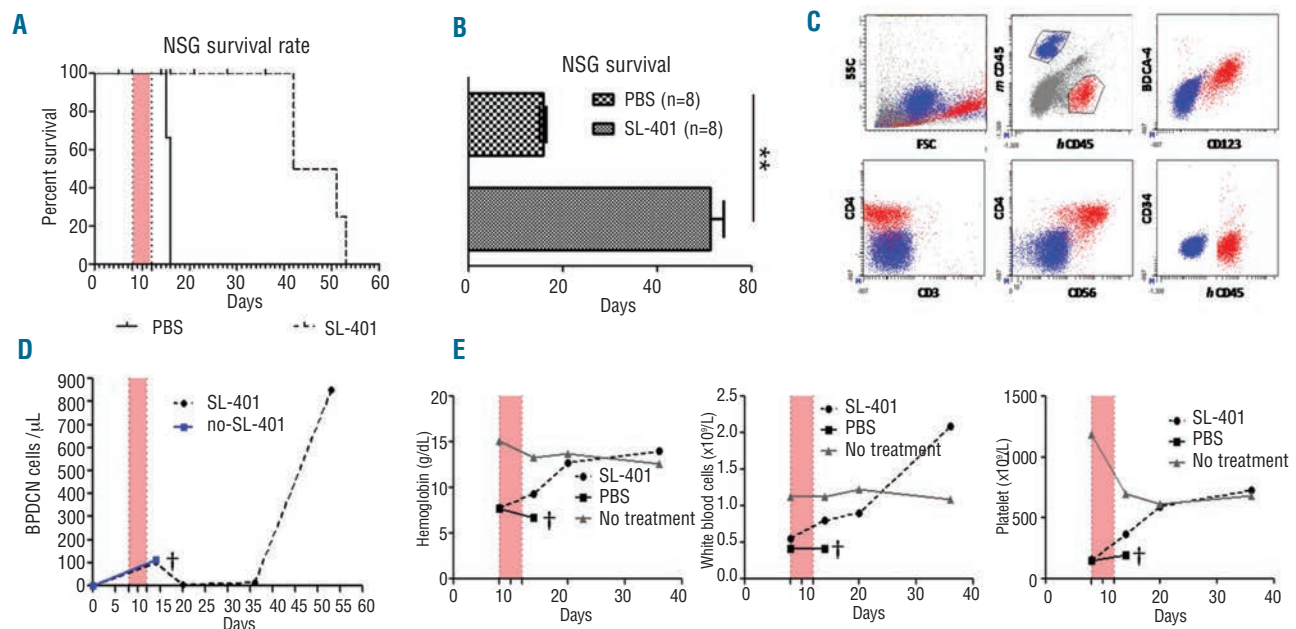 A
NSG survival rate
Percent survival
100
80
60
40
20
0
0 10 20 30 40 50 60
Days
PBS
SL-401
B
NSG survival
PBS (n=8)
SL-401 (n=8)
**
0 20 40 60 80
Days
C
SSC
FSC
m CD45
h CD45
BDCA-4
CD123
CD4
CD3
CD4
CD56
CD34
h CD45
D
BPDCN cells /μL
900
800
700
600
500
400
300
200
100
0
SL-401
no-SL-401
†
0 5 8 10 14 20 25 30 35 40 45 50 55 60
Days
E
Hemoglobin (g/dL)
20
15
10
5
0
SL-401
PBS
No treatment
†
0 10 20 30 40
Days
White blood cells (x10⁹/L)
2.5
2.0
1.5
1.0
0.5
0.0
SL-401
PBS
No treatment
†
0 10 20 30 40
Days
Platelet (x10⁹/L)
1500
1000
500
0
SL-401
PBS
No treatment
†
0 10 20 30 40
Days